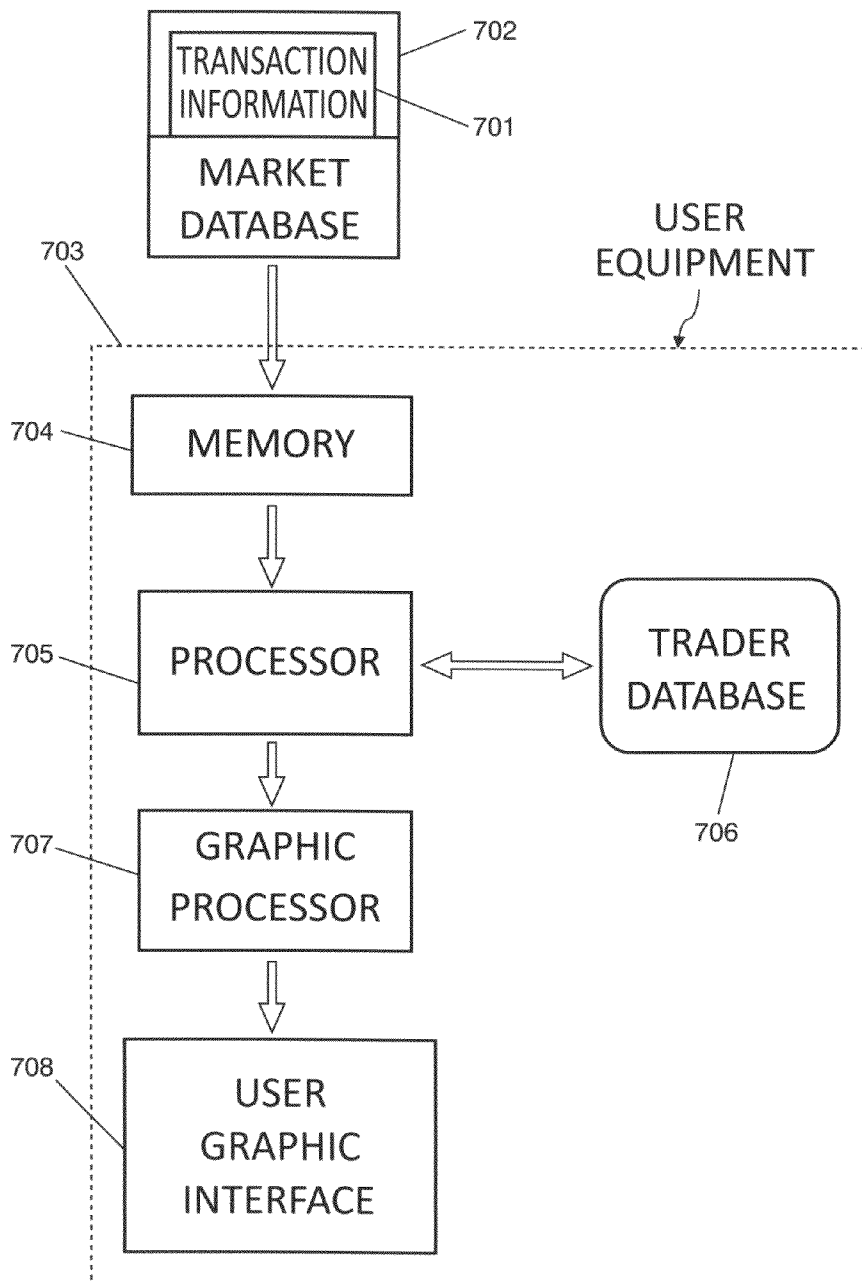 702
TRANSACTION
INFORMATION
701
MARKET
DATABASE
USER
EQUIPMENT
703
704
MEMORY
705
PROCESSOR
TRADER
DATABASE
706
707
GRAPHIC
PROCESSOR
708
USER
GRAPHIC
INTERFACE